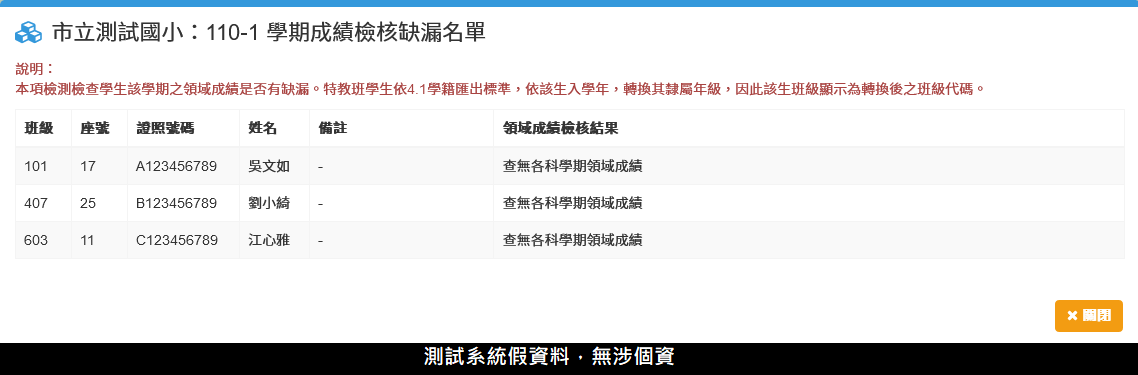 市立測試國小：110-1 學期成績檢核缺漏名單
說明：
本項檢測檢查學生該學期之領域成績是否有缺漏。特教班學生依4.1學籍匯出標準，依該生入學年，轉換其隸屬年級，因此該生班級顯示為轉換後之班級代碼。
班級 座號 證照號碼 姓名 備註 領域成績檢核結果
101 17 A123456789 吳文如 - 查無各科學期領域成績
407 25 B123456789 劉小綺 - 查無各科學期領域成績
603 11 C123456789 江心雅 - 查無各科學期領域成績
✖ 關閉
測試系統假資料，無涉個資